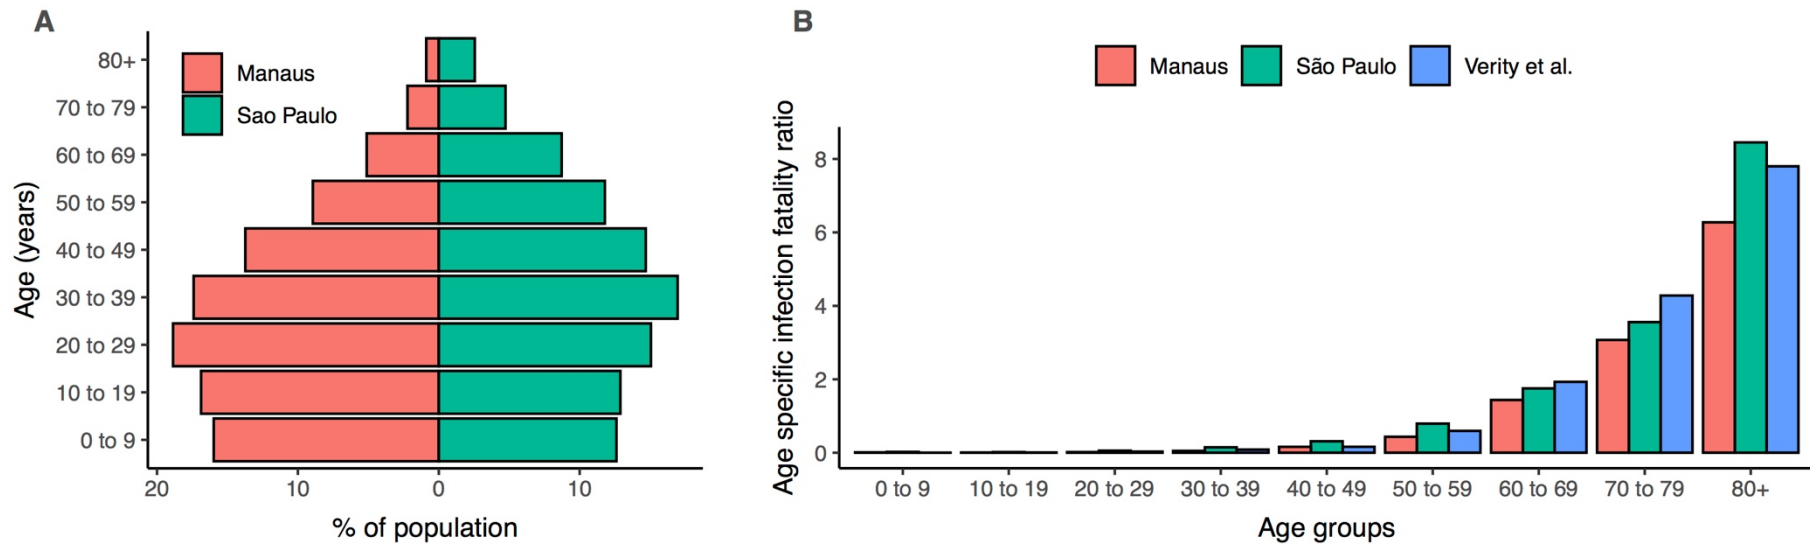 A
Manaus
Sao Paulo
Age (years)
80+
70 to 79
60 to 69
50 to 59
40 to 49
30 to 39
20 to 29
10 to 19
0 to 9
20 10 0 10
% of population
B
Manaus São Paulo Verity et al.
Age specific infection fatality ratio
8
6
4
2
0
0 to 9 10 to 19 20 to 29 30 to 39 40 to 49 50 to 59 60 to 69 70 to 79 80+
Age groups